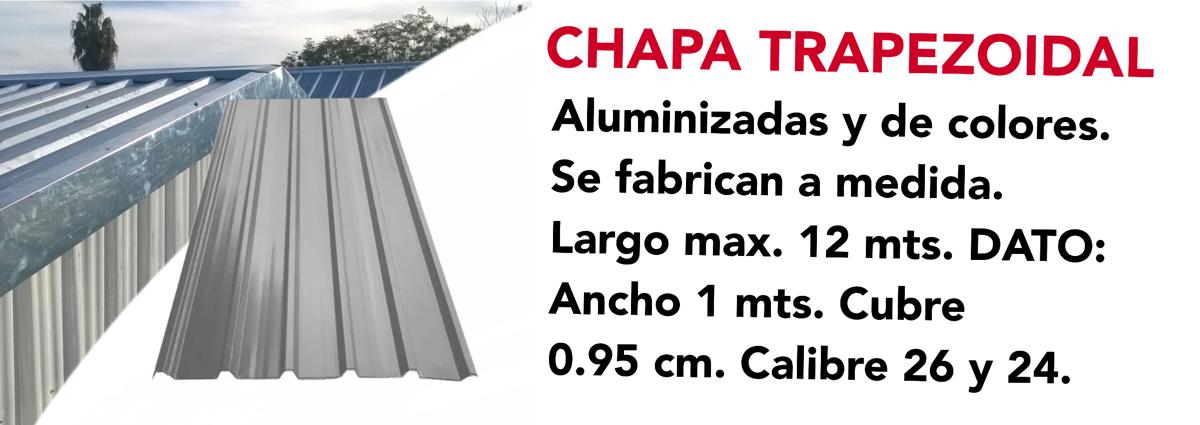 CHAPA TRAPEZOIDAL
Aluminizadas y de colores.
Se fabrican a medida.
Largo max. 12 mts. DATO:
Ancho 1 mts. Cubre
0.95 cm. Calibre 26 y 24.